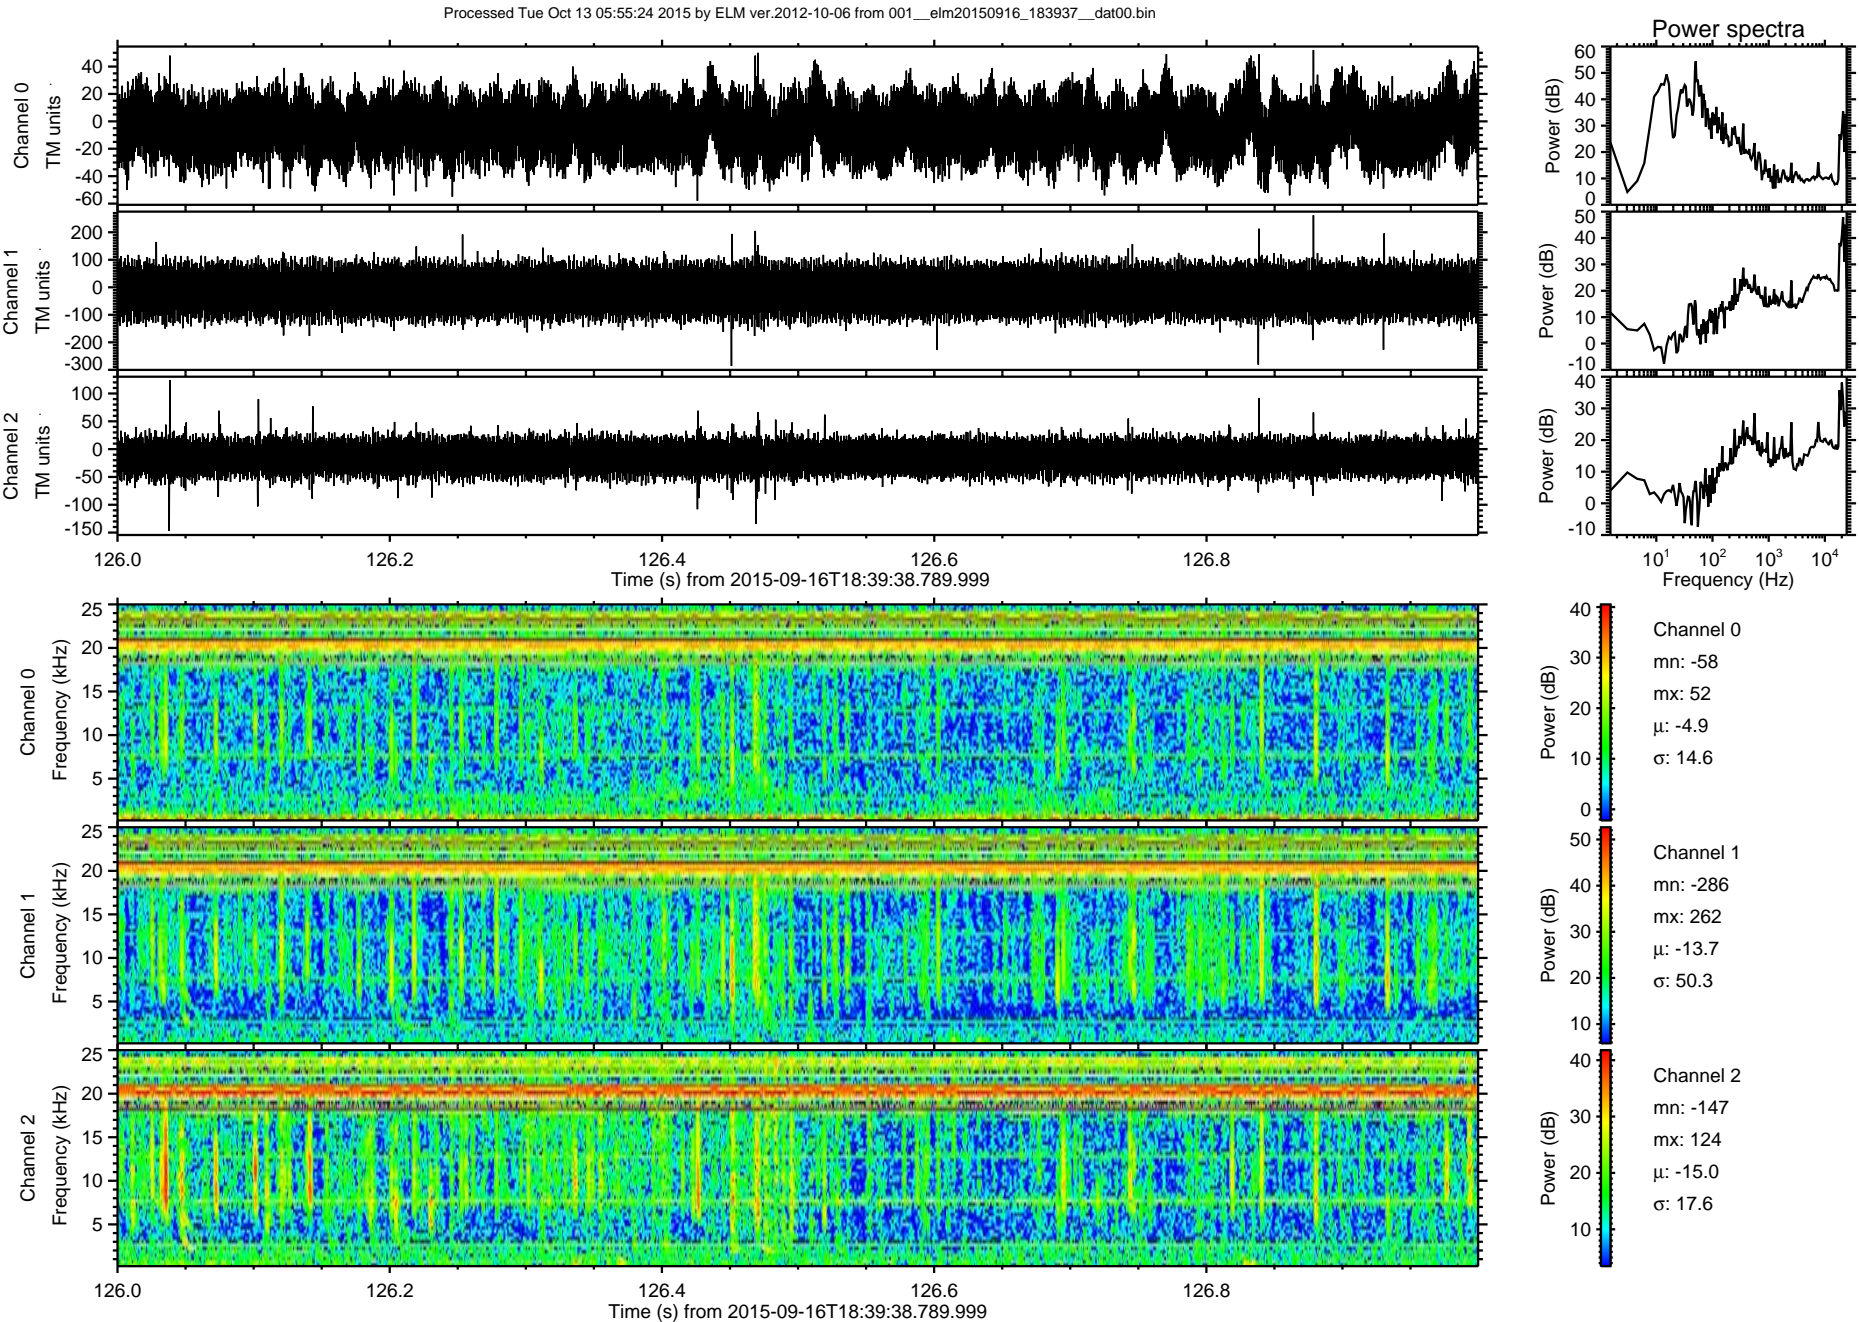 Processed Tue Oct 13 05:55:24 2015 by ELM ver.2012-10-06 from 001__elm20150916_183937__dat00.bin
Power spectra
Channel 0
TM units
40
20
0
-20
-40
-60
Power (dB)
60
50
40
30
20
10
0
Channel 1
TM units
200
100
0
-100
-200
-300
Power (dB)
50
40
30
20
10
0
-10
Channel 2
TM units
100
50
0
-50
-100
-150
Power (dB)
40
30
20
10
0
-10
126.0 126.2 126.4 126.6 126.8
Time (s) from 2015-09-16T18:39:38.789.999
10¹ 10² 10³ 10⁴
Frequency (Hz)
Channel 0
Frequency (kHz)
25
20
15
10
5
Power (dB)
40
30
20
10
0
Channel 0
mn: -58
mx: 52
μ: -4.9
σ: 14.6
Channel 1
Frequency (kHz)
25
20
15
10
5
Power (dB)
50
40
30
20
10
Channel 1
mn: -286
mx: 262
μ: -13.7
σ: 50.3
Channel 2
Frequency (kHz)
25
20
15
10
5
Power (dB)
40
30
20
10
Channel 2
mn: -147
mx: 124
μ: -15.0
σ: 17.6
126.0 126.2 126.4 126.6 126.8
Time (s) from 2015-09-16T18:39:38.789.999